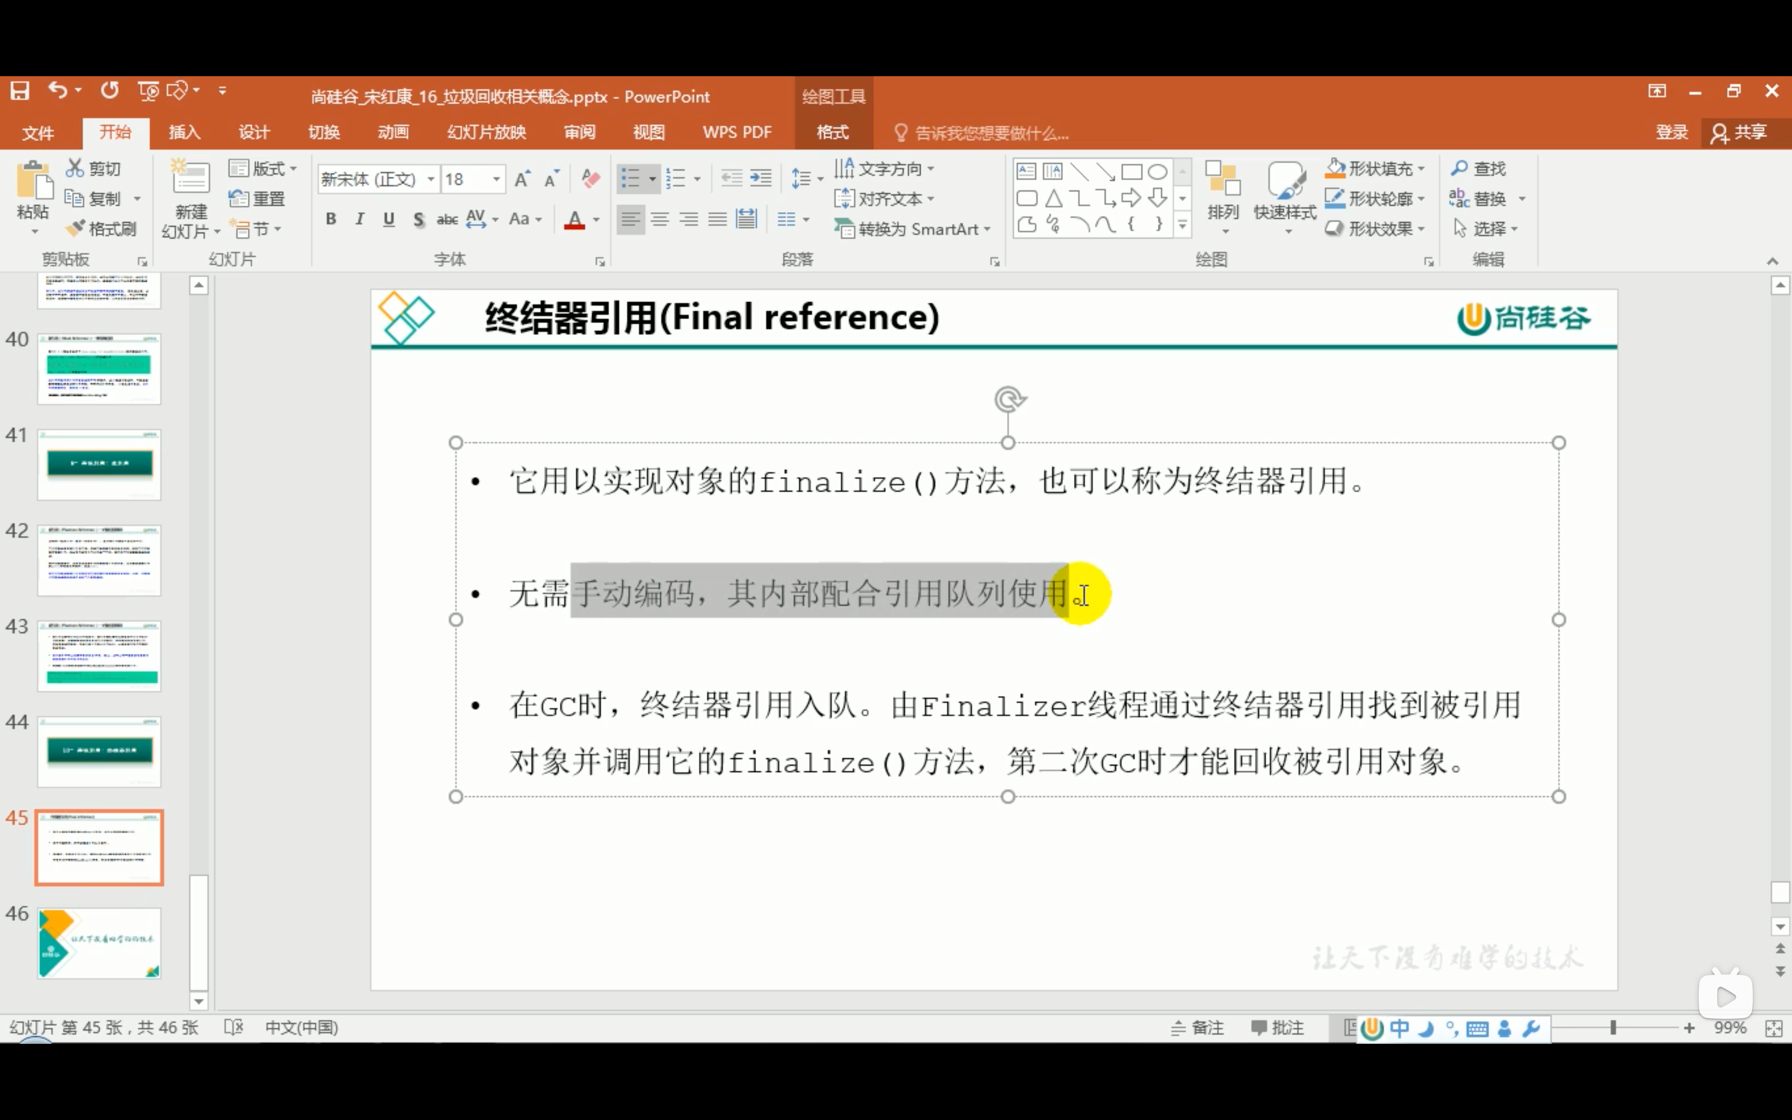 尚硅谷_宋红康_16_垃圾回收相关概念.pptx - PowerPoint
绘图工具
文件
开始
插入
设计
切换
动画
幻灯片放映
审阅
视图
WPS PDF
格式
告诉我您想要做什么...
登录
共享
粘贴
剪切
复制
格式刷
剪贴板
新建
幻灯片
版式
重置
节
幻灯片
新宋体 (正文)
18
B I U S abc AV Aa A
字体
文字方向
对齐文本
转换为 SmartArt
段落
排列
快速样式
形状填充
形状轮廓
形状效果
绘图
查找
替换
选择
编辑
40
41
42
43
44
45
46
终结器引用(Final reference)
尚硅谷
• 它用以实现对象的finalize()方法，也可以称为终结器引用。
• 无需手动编码，其内部配合引用队列使用。
• 在GC时，终结器引用入队。由Finalizer线程通过终结器引用找到被引用
对象并调用它的finalize()方法，第二次GC时才能回收被引用对象。
让天下没有难学的技术
幻灯片 第 45 张，共 46 张
中文(中国)
备注
批注
中
99%